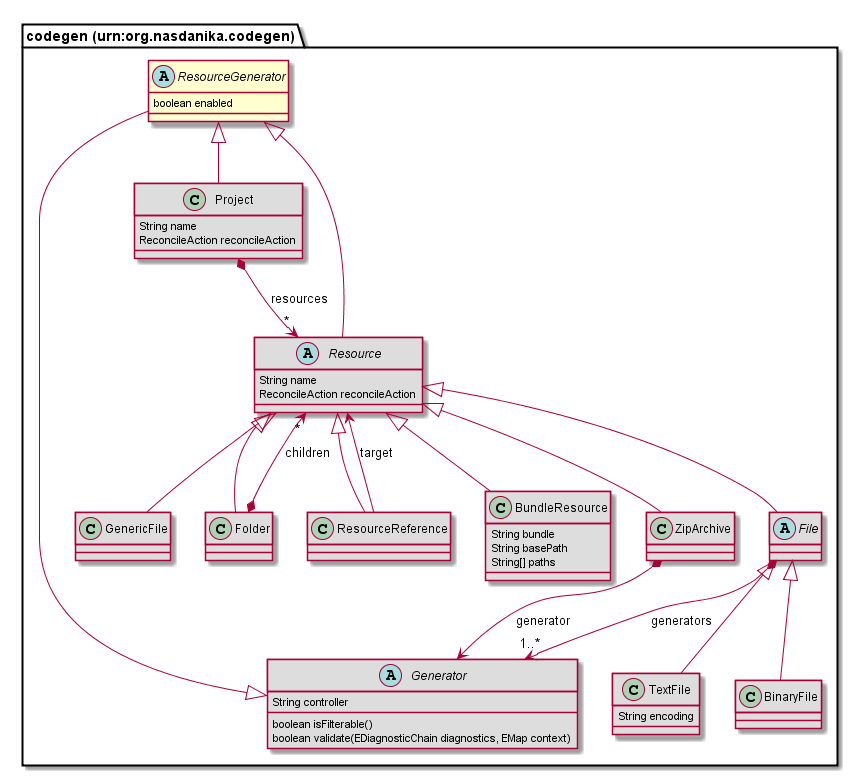 codegen (urn:org.nasdanika.codegen)
A ResourceGenerator
boolean enabled
C Project
String name
ReconcileAction reconcileAction
resources
*
A Resource
String name
ReconcileAction reconcileAction
*
children
target
C GenericFile
C Folder
C ResourceReference
C BundleResource
String bundle
String basePath
String[] paths
C ZipArchive
A File
generator
generators
1..*
A Generator
String controller
boolean isFilterable()
boolean validate(EDiagnosticChain diagnostics, EMap context)
C TextFile
String encoding
C BinaryFile